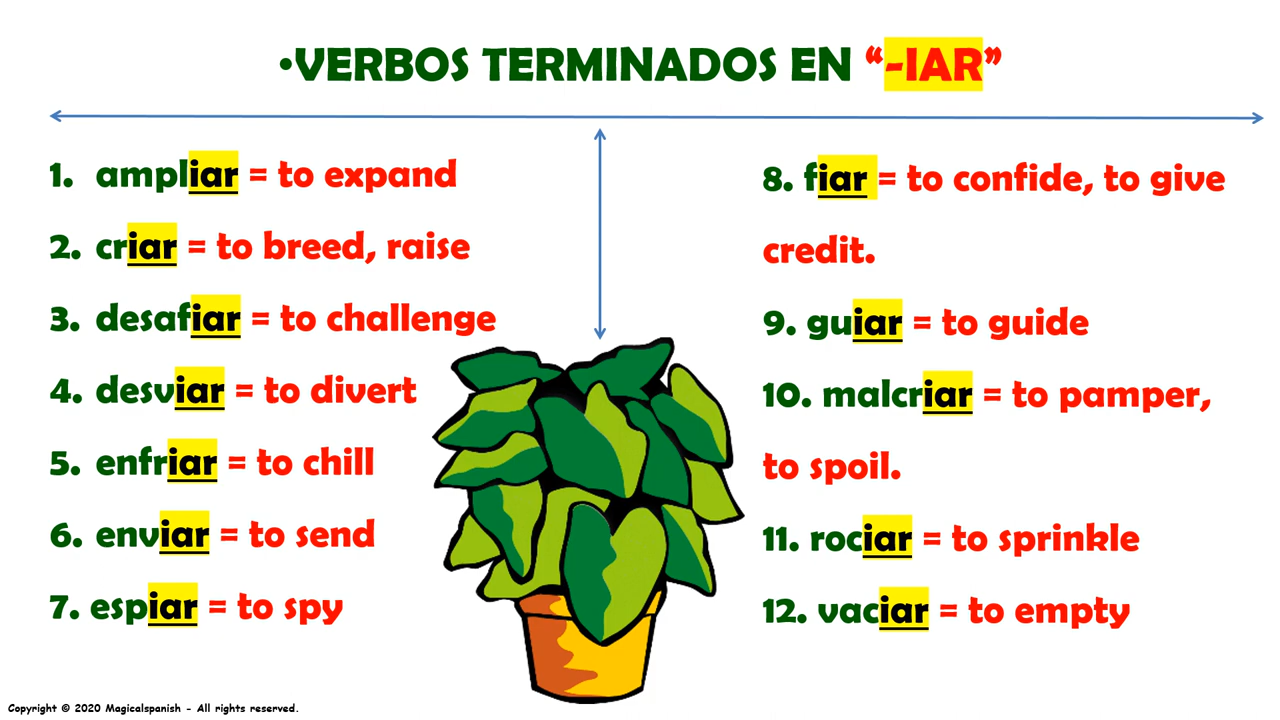 •VERBOS TERMINADOS EN “-IAR”
1. ampliar = to expand
2. criar = to breed, raise
3. desafiar = to challenge
4. desviar = to divert
5. enfriar = to chill
6. enviar = to send
7. espiar = to spy
8. fiar = to confide, to give
credit.
9. guiar = to guide
10. malcriar = to pamper,
to spoil.
11. rociar = to sprinkle
12. vaciar = to empty
Copyright © 2020 Magicalspanish - All rights reserved.